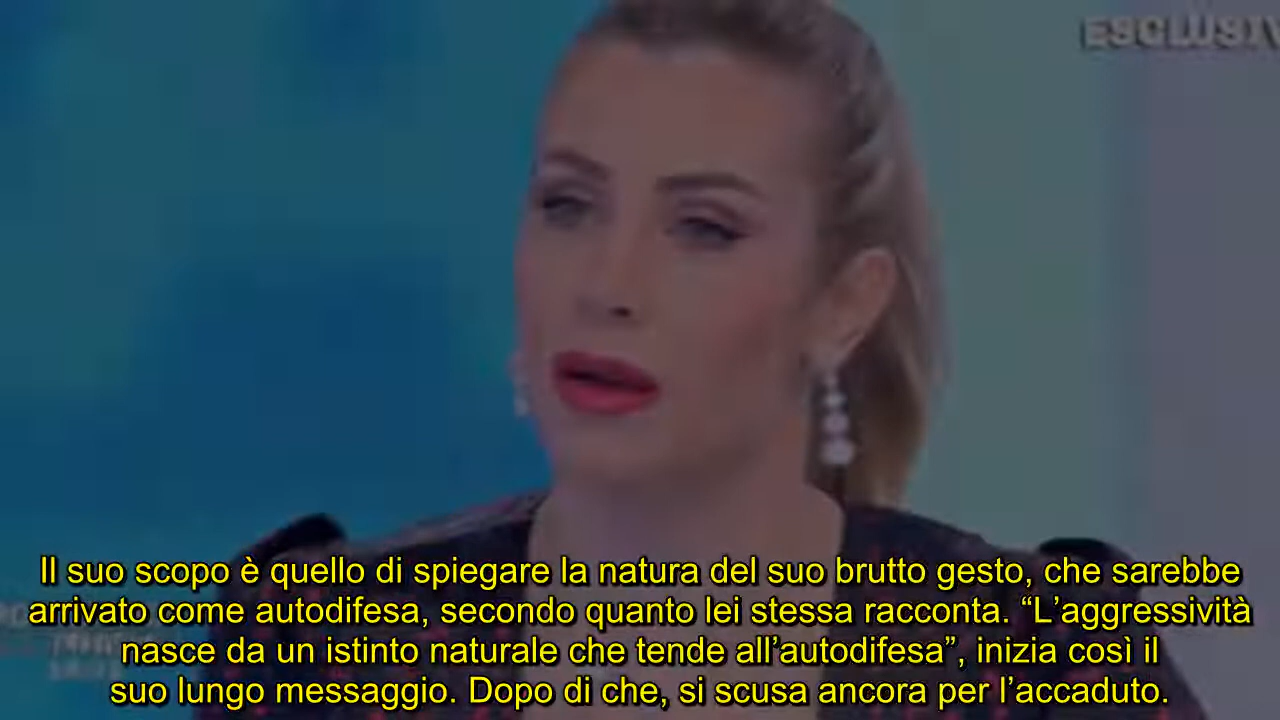 ESCLUSIV
Il suo scopo è quello di spiegare la natura del suo brutto gesto, che sarebbe
arrivato come autodifesa, secondo quanto lei stessa racconta. “L’aggressività
nasce da un istinto naturale che tende all’autodifesa”, inizia così il
suo lungo messaggio. Dopo di che, si scusa ancora per l’accaduto.